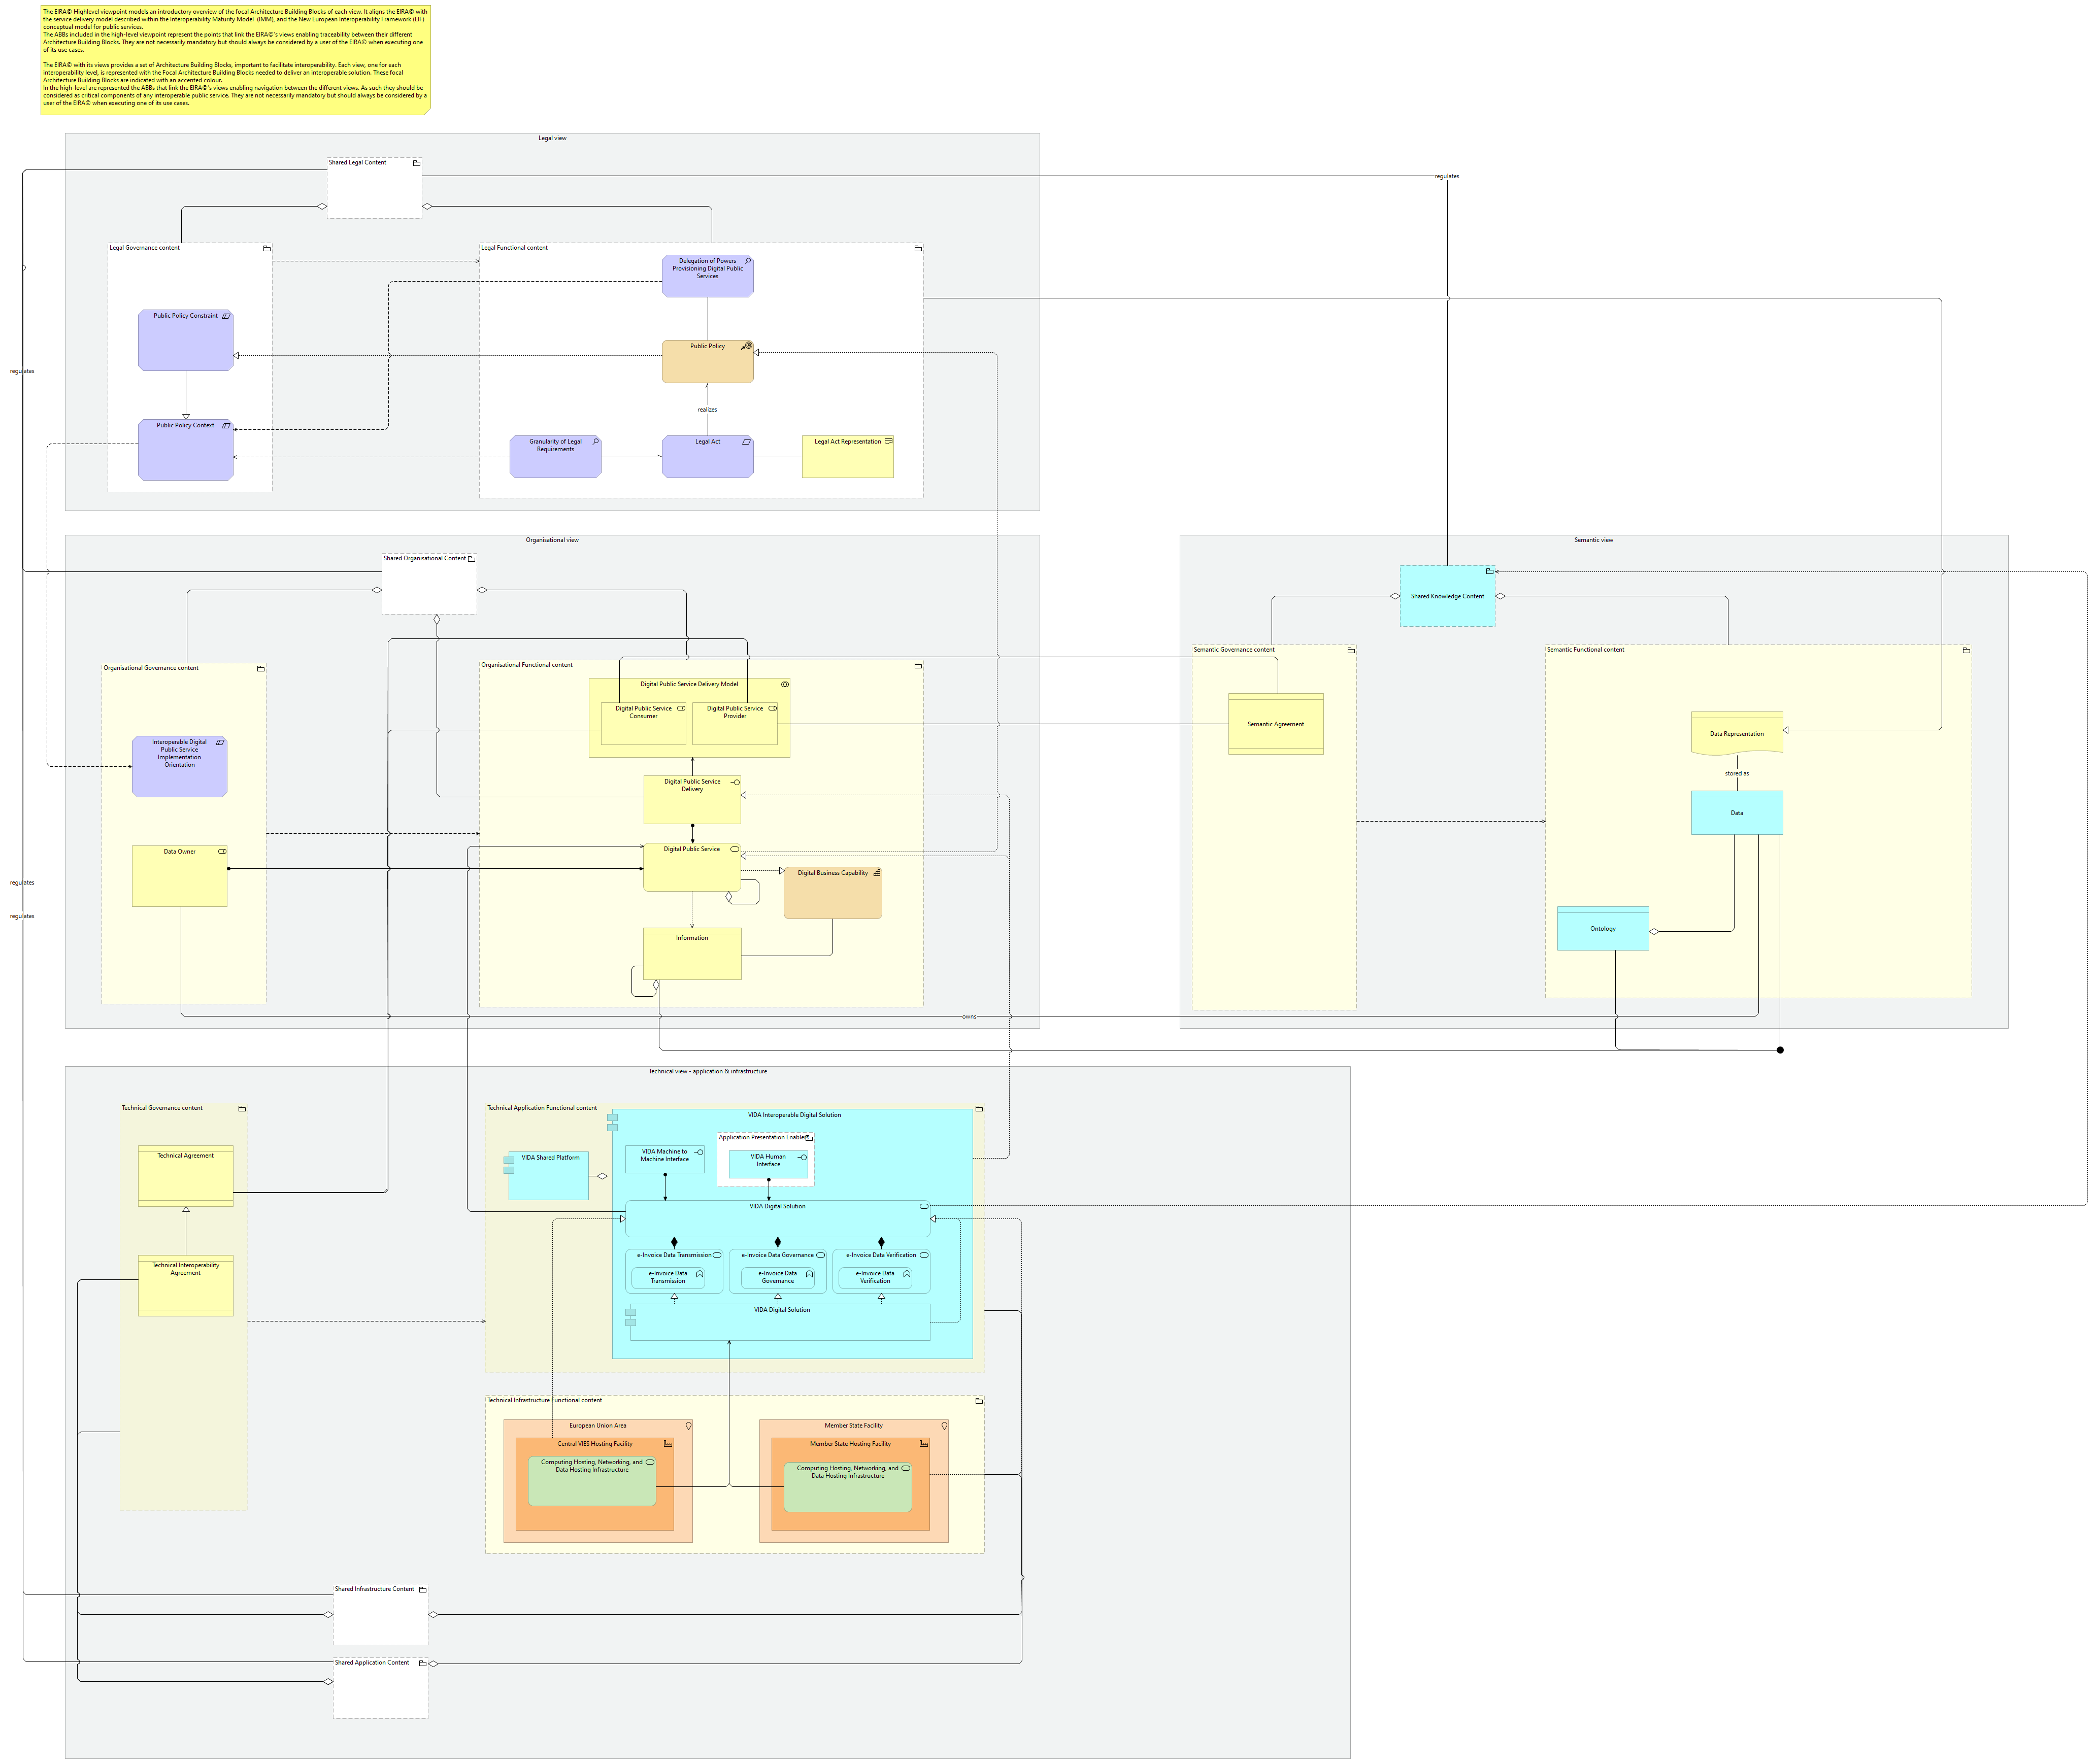 The EIRA© Highlevel viewpoint models an introductory overview of the focal Architecture Building Blocks of each view. It aligns the EIRA© with
the service delivery model described within the Interoperability Maturity Model  (IMM), and the New European Interoperability Framework (EIF)
conceptual model for public services.
The ABBs included in the high-level viewpoint represent the points that link the EIRA©'s views enabling traceability between their different
Architecture Building Blocks. They are not necessarily mandatory but should always be considered by a user of the EIRA© when executing one
of its use cases.
The EIRA© with its views provides a set of Architecture Building Blocks, important to facilitate interoperability. Each view, one for each
interoperability level, is represented with the Focal Architecture Building Blocks needed to deliver an interoperable solution. These focal
Architecture Building Blocks are indicated with an accented colour.
In the high-level are represented the ABBs that link the EIRA©'s views enabling navigation between the different views. As such they should be
considered as critical components of any interoperable public service. They are not necessarily mandatory but should always be considered by a
user of the EIRA© when executing one of its use cases.
Legal view
Shared Legal Content
regulates
Legal Governance content
Legal Functional content
Delegation of Powers
Provisioning Digital Public
Services
Public Policy Constraint
Public Policy
regulates
realizes
Public Policy Context
Granularity of Legal
Requirements
Legal Act
Legal Act Representation
Organisational view
Semantic view
Shared Organisational Content
Shared Knowledge Content
Organisational Governance content
Organisational Functional content
Semantic Governance content
Semantic Functional content
Digital Public Service Delivery Model
Digital Public Service
Consumer
Digital Public Service
Provider
Semantic Agreement
Data Representation
Interoperable Digital
Public Service
Implementation
Orientation
stored as
Digital Public Service
Delivery
Data
Data Owner
Digital Public Service
Digital Business Capability
regulates
regulates
Information
Ontology
owns
Technical view - application & infrastructure
Technical Governance content
Technical Application Functional content
VIDA Interoperable Digital Solution
Application Presentation Enabler
Technical Agreement
VIDA Shared Platform
VIDA Machine to
Machine Interface
VIDA Human
Interface
VIDA Digital Solution
e-Invoice Data Transmission
e-Invoice Data Governance
e-Invoice Data Verification
Technical Interoperability
Agreement
e-Invoice Data
Transmission
e-Invoice Data
Governance
e-Invoice Data
Verification
VIDA Digital Solution
Technical Infrastructure Functional content
European Union Area
Member State Facility
Central VIES Hosting Facility
Member State Hosting Facility
Computing Hosting, Networking, and
Data Hosting Infrastructure
Computing Hosting, Networking, and
Data Hosting Infrastructure
Shared Infrastructure Content
Shared Application Content